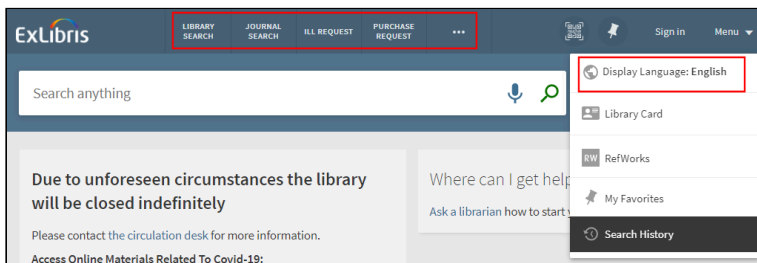 ExLibris
LIBRARY SEARCH
JOURNAL SEARCH
ILL REQUEST
PURCHASE REQUEST
•••
Sign in
Menu
Search anything
Display Language: English
Library Card
RW RefWorks
My Favorites
Search History
Due to unforeseen circumstances the library
will be closed indefinitely
Please contact the circulation desk for more information.
Access Online Materials Related To Covid-19:
Where can I get help
Ask a librarian how to start